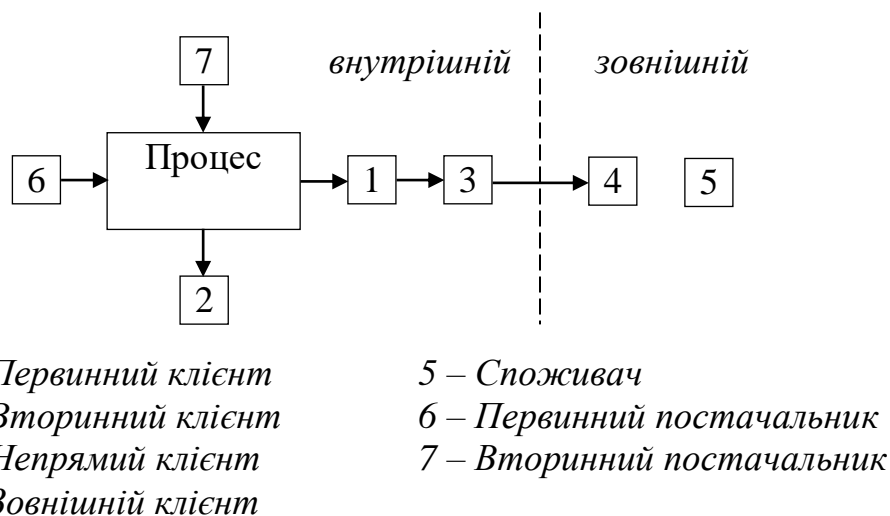 7 внутрішній зовнішній
Процес
6 1 3 4 5
2
Первинний клієнт 5 – Споживач
Вторинний клієнт 6 – Первинний постачальник
Непрямий клієнт 7 – Вторинний постачальник
Зовнішній клієнт